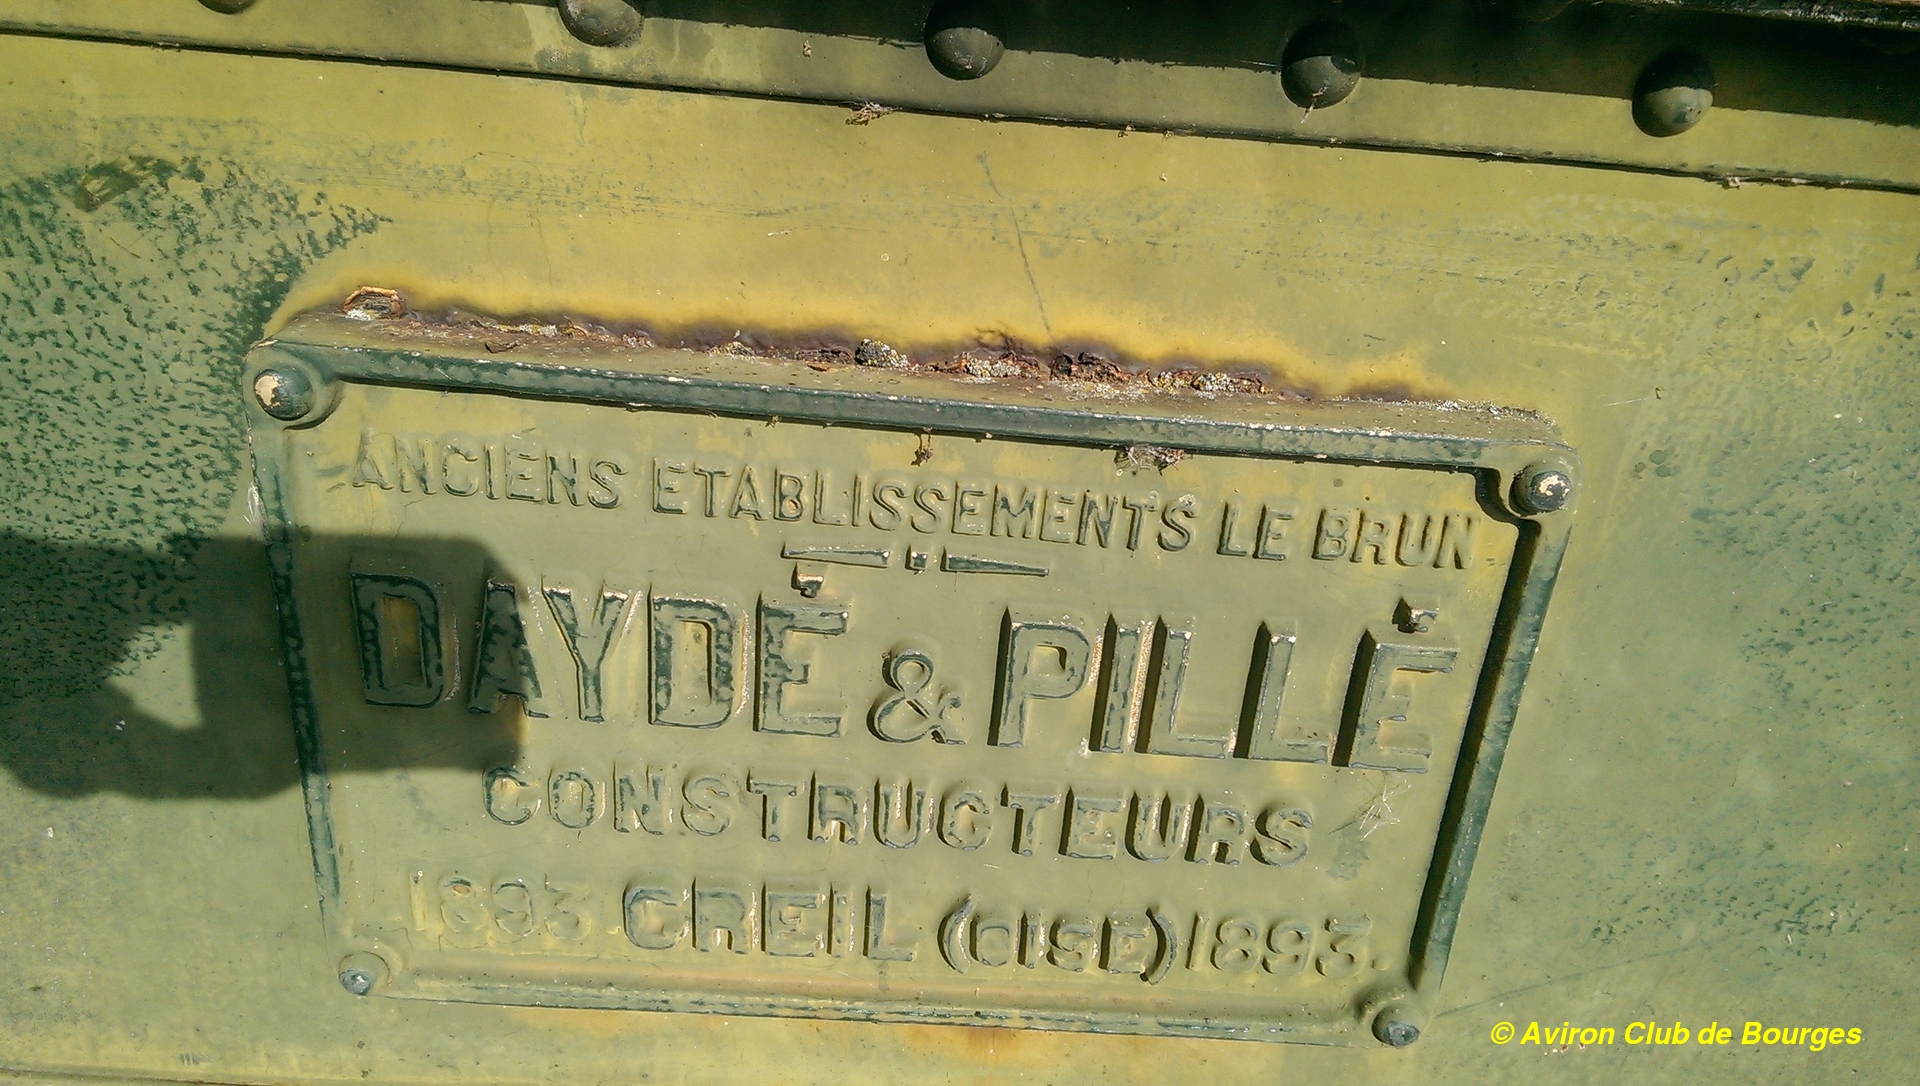 ANCIENS ETABLISSEMENTS LE BRUN
DAYDÉ & PILLÉ
CONSTRUCTEURS
1893 CREIL (OISE) 1893.
© Aviron Club de Bourges